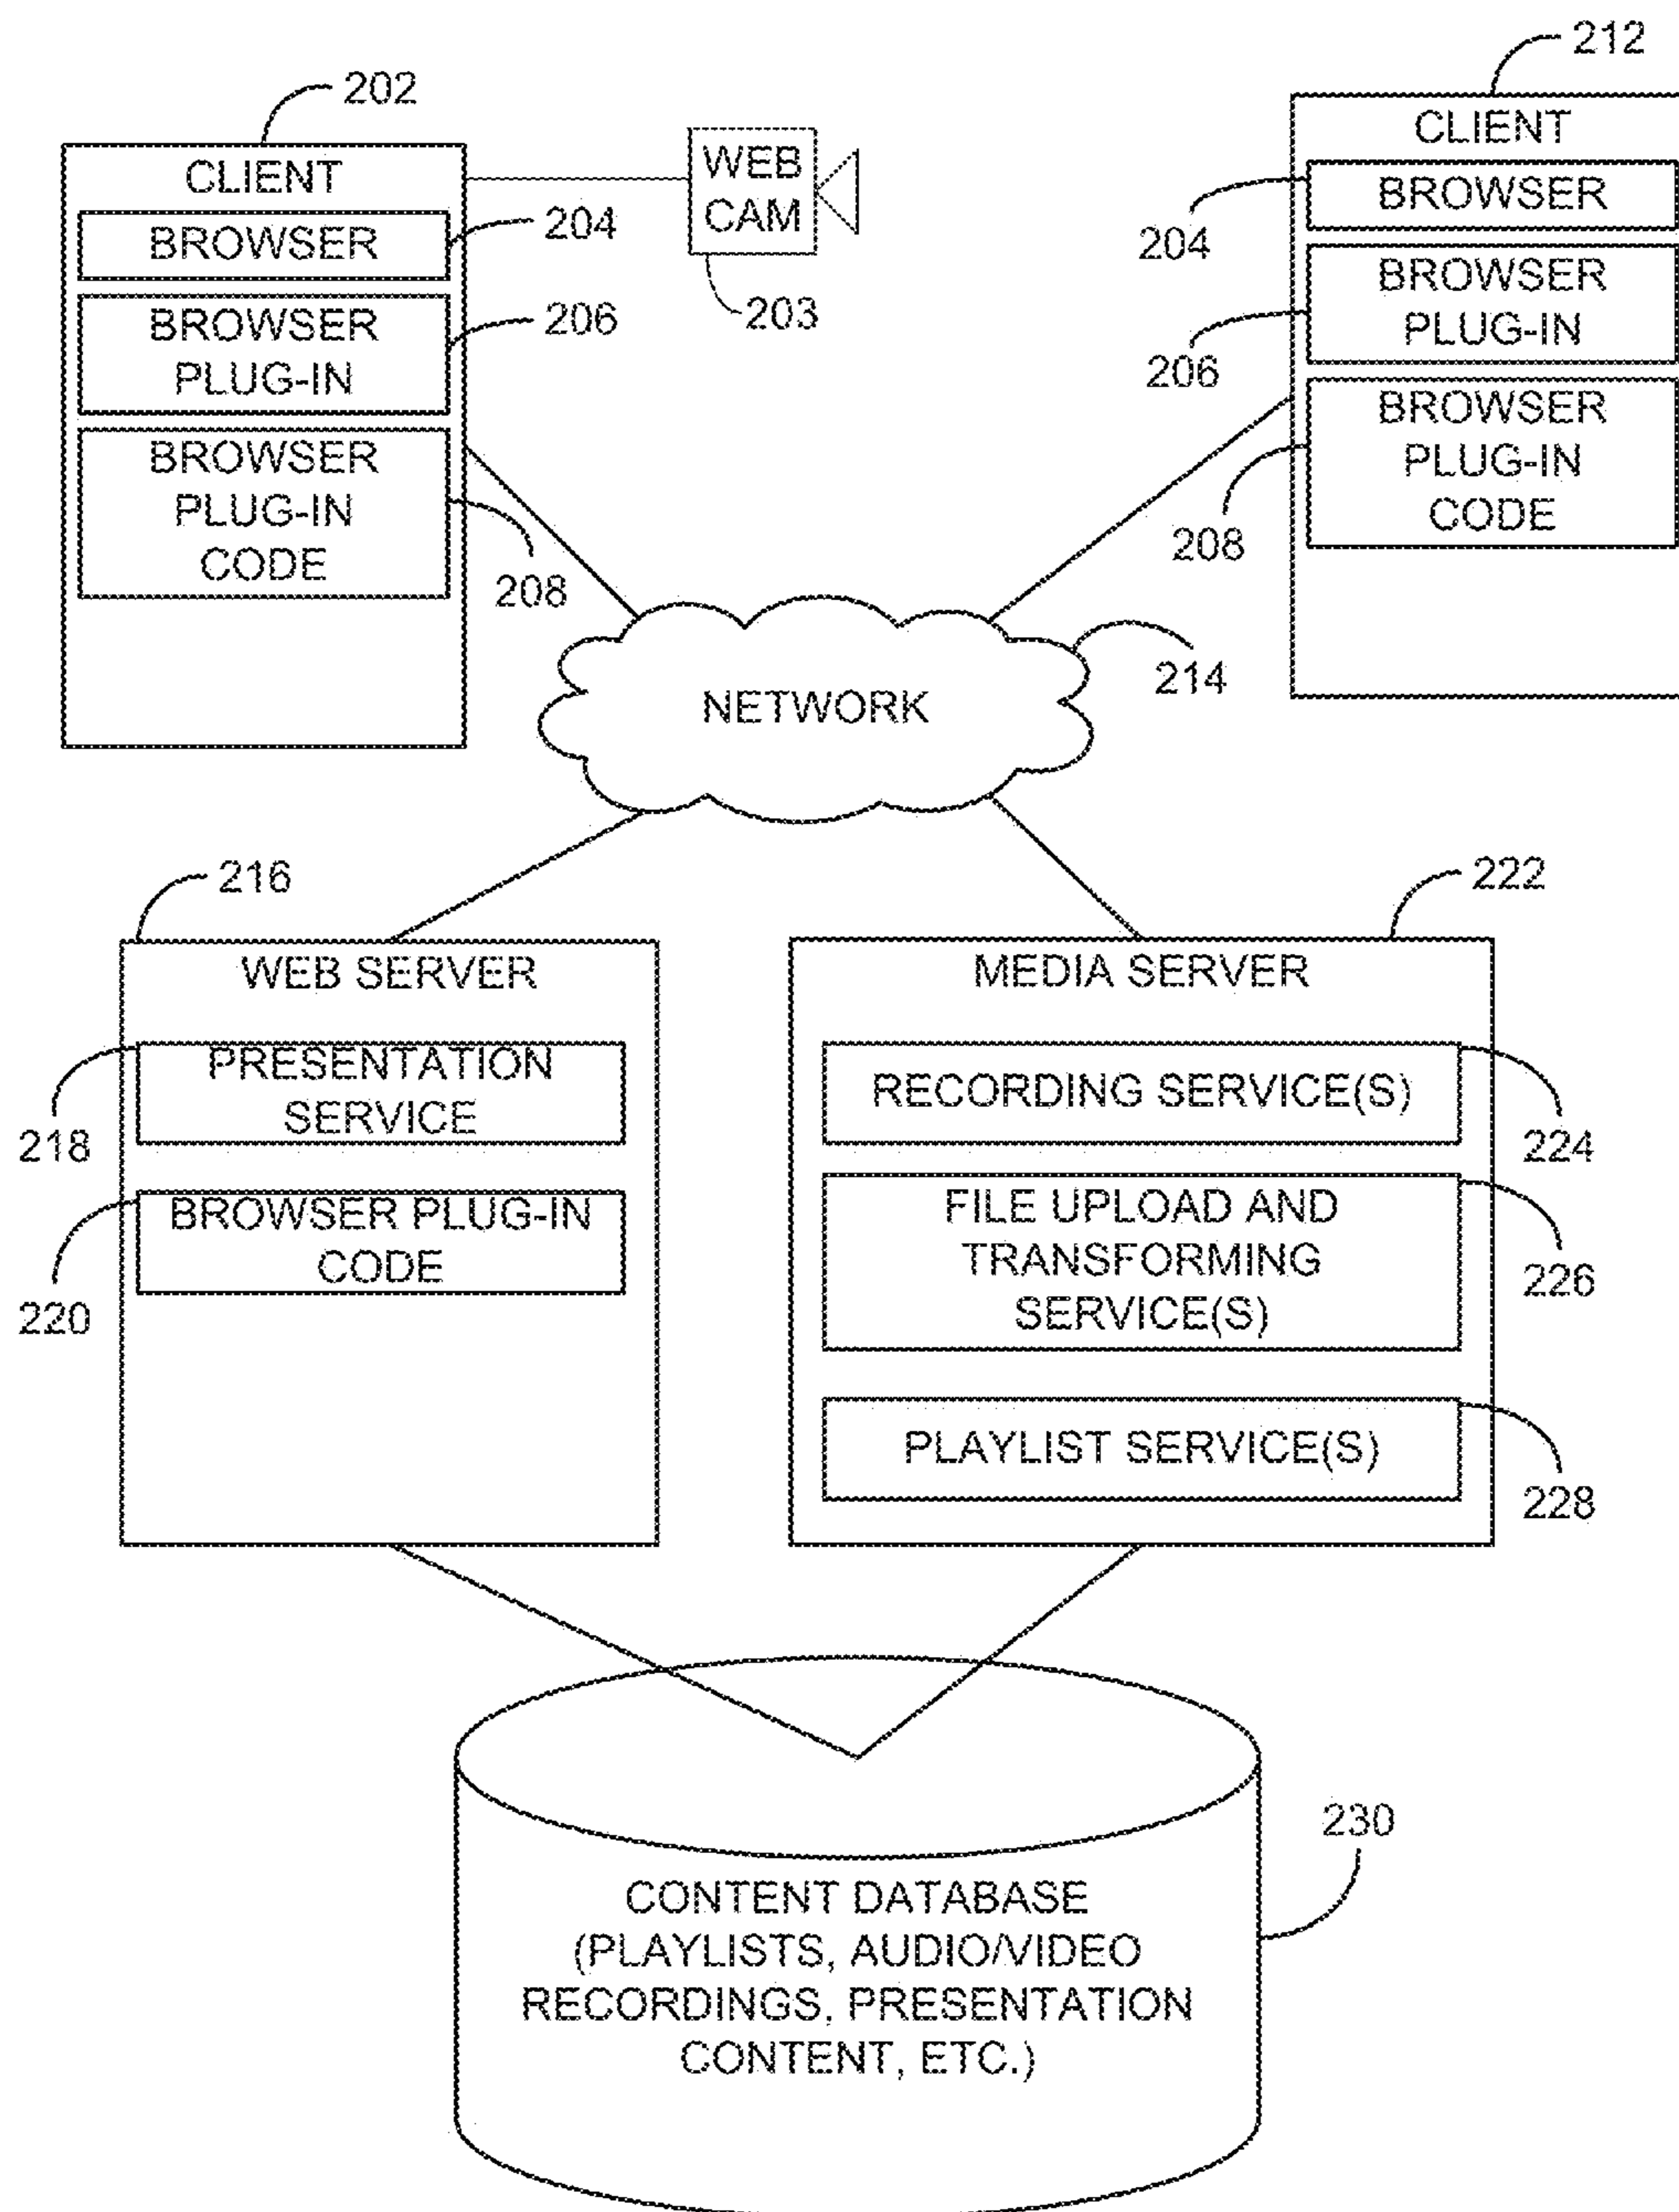 212
202
CLIENT
BROWSER
204
BROWSER
PLUG-IN
206
BROWSER
PLUG-IN
CODE
208
WEB
CAM
203
CLIENT
BROWSER
204
BROWSER
PLUG-IN
206
BROWSER
PLUG-IN
CODE
208
NETWORK
214
216
WEB SERVER
PRESENTATION
SERVICE
218
BROWSER PLUG-IN
CODE
220
222
MEDIA SERVER
RECORDING SERVICE(S)
224
FILE UPLOAD AND
TRANSFORMING
SERVICE(S)
226
PLAYLIST SERVICE(S)
228
230
CONTENT DATABASE
(PLAYLISTS, AUDIO/VIDEO
RECORDINGS, PRESENTATION
CONTENT, ETC.)